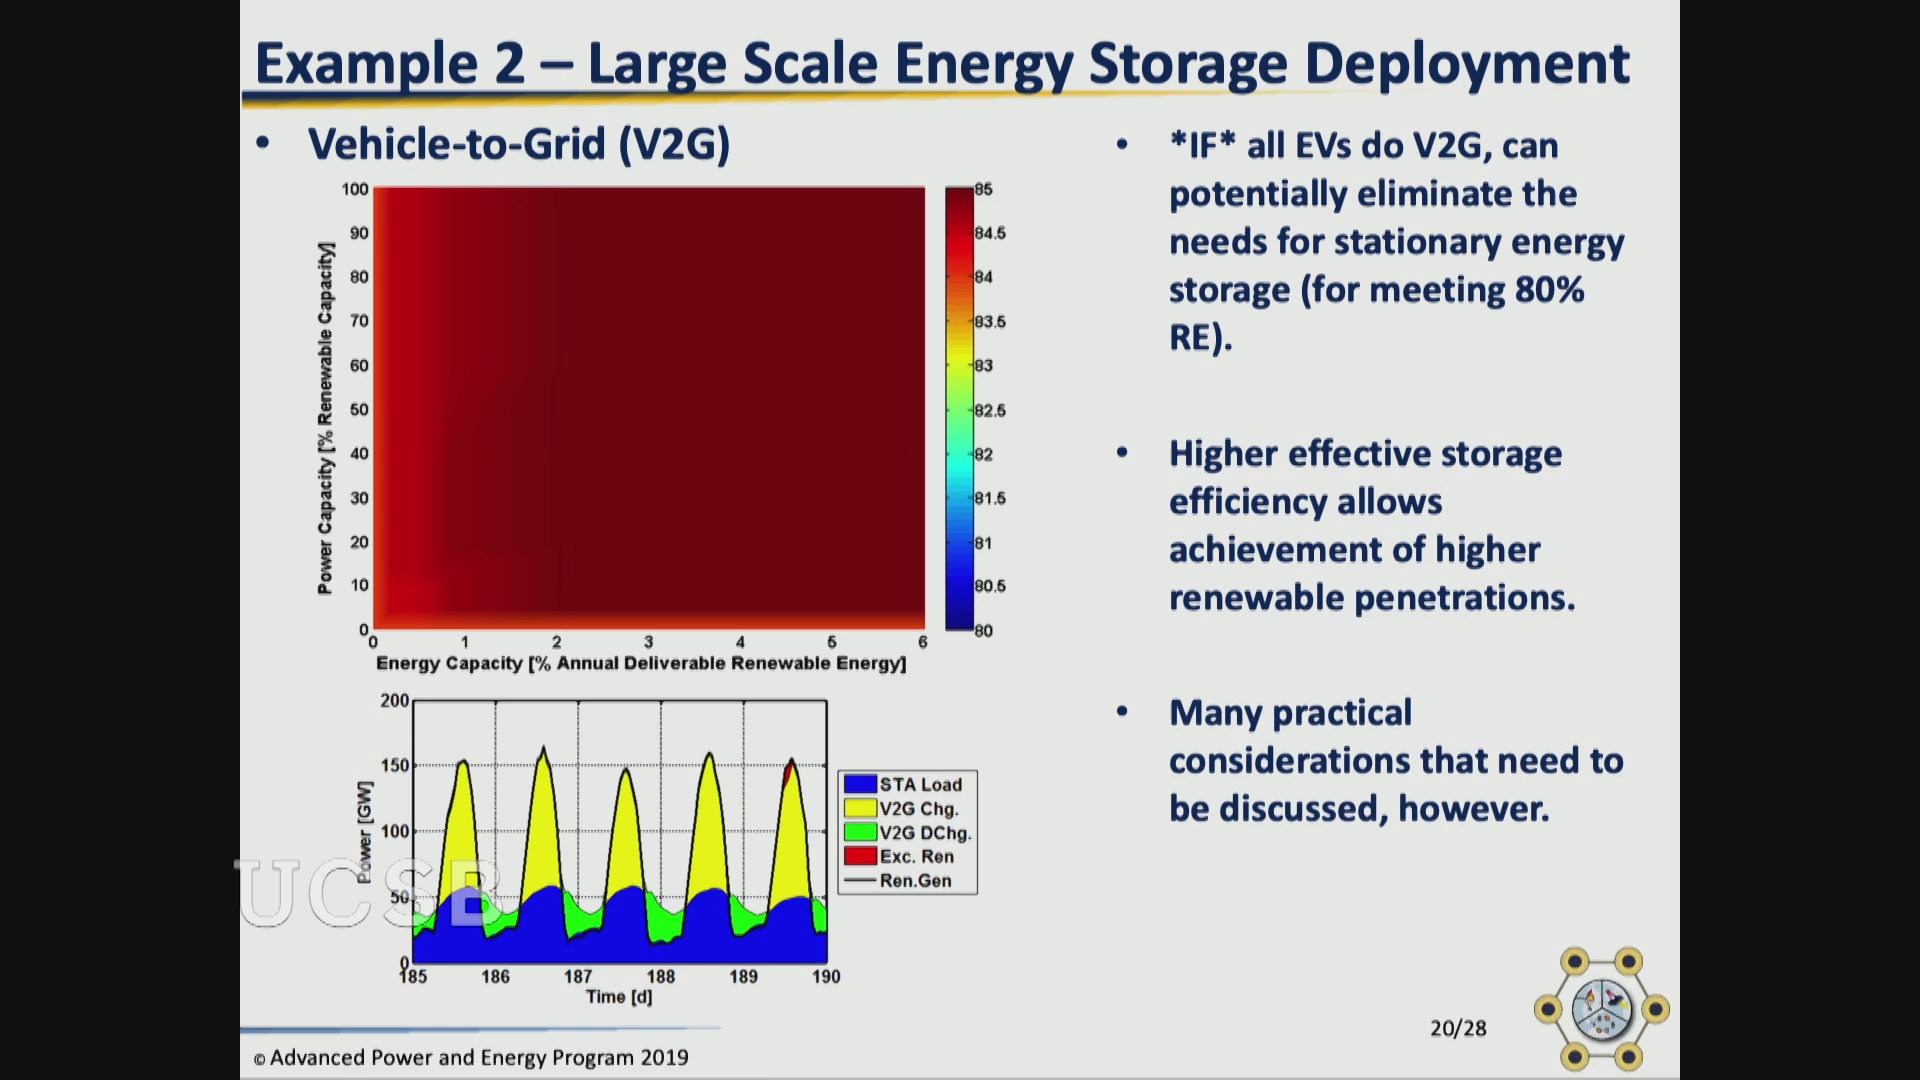 Example 2 – Large Scale Energy Storage Deployment
• Vehicle-to-Grid (V2G)
100
90
80
70
60
50
40
30
20
10
0
Power Capacity [% Renewable Capacity]
0 1 2 3 4 5 6
Energy Capacity [% Annual Deliverable Renewable Energy]
85
84.5
84
83.5
83
82.5
82
81.5
81
80.5
80
200
150
100
50
0
Power [GW]
185 186 187 188 189 190
Time [d]
STA Load
V2G Chg.
V2G DChg.
Exc. Ren
Ren.Gen
UCSB
• *IF* all EVs do V2G, can
potentially eliminate the
needs for stationary energy
storage (for meeting 80%
RE).
• Higher effective storage
efficiency allows
achievement of higher
renewable penetrations.
• Many practical
considerations that need to
be discussed, however.
20/28
© Advanced Power and Energy Program 2019